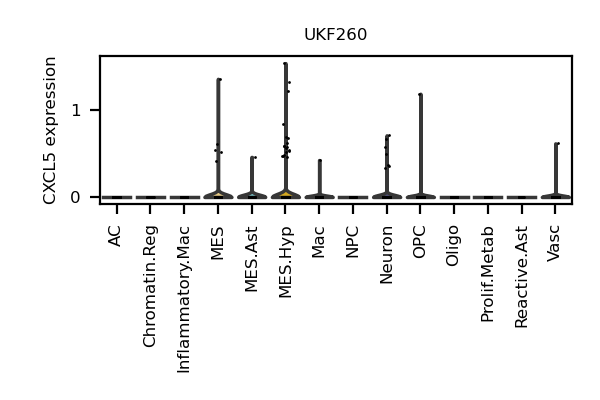 UKF260
CXCL5 expression
1
0
AC
Chromatin.Reg
Inflammatory.Mac
MES
MES.Ast
MES.Hyp
Mac
NPC
Neuron
OPC
Oligo
Prolif.Metab
Reactive.Ast
Vasc